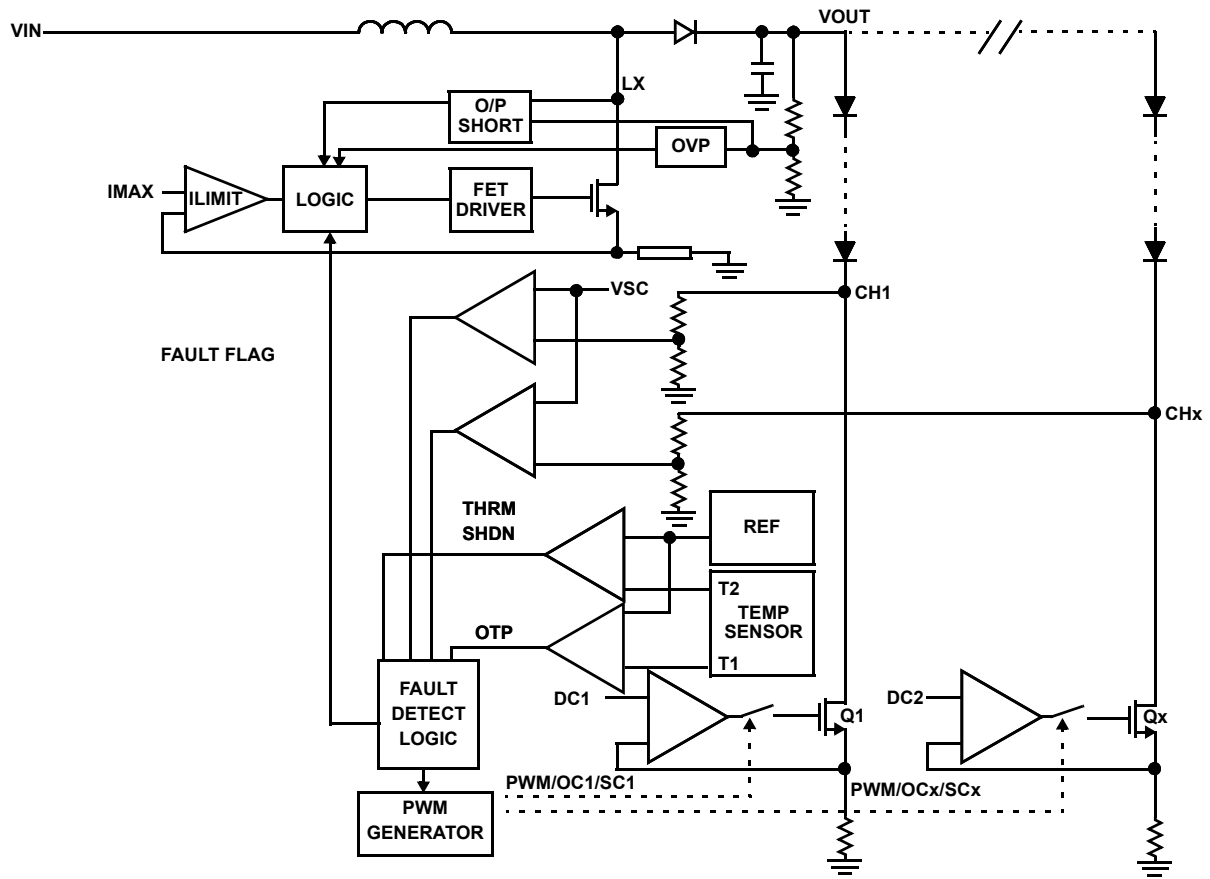 VIN
VOUT
LX
O/P
SHORT
OVP
IMAX
ILIMIT
LOGIC
FET
DRIVER
VSC
CH1
FAULT FLAG
CHx
THRM
SHDN
REF
T2
TEMP
SENSOR
OTP
T1
FAULT
DETECT
LOGIC
DC1
Q1
DC2
Qx
PWM/OC1/SC1
PWM/OCx/SCx
PWM
GENERATOR